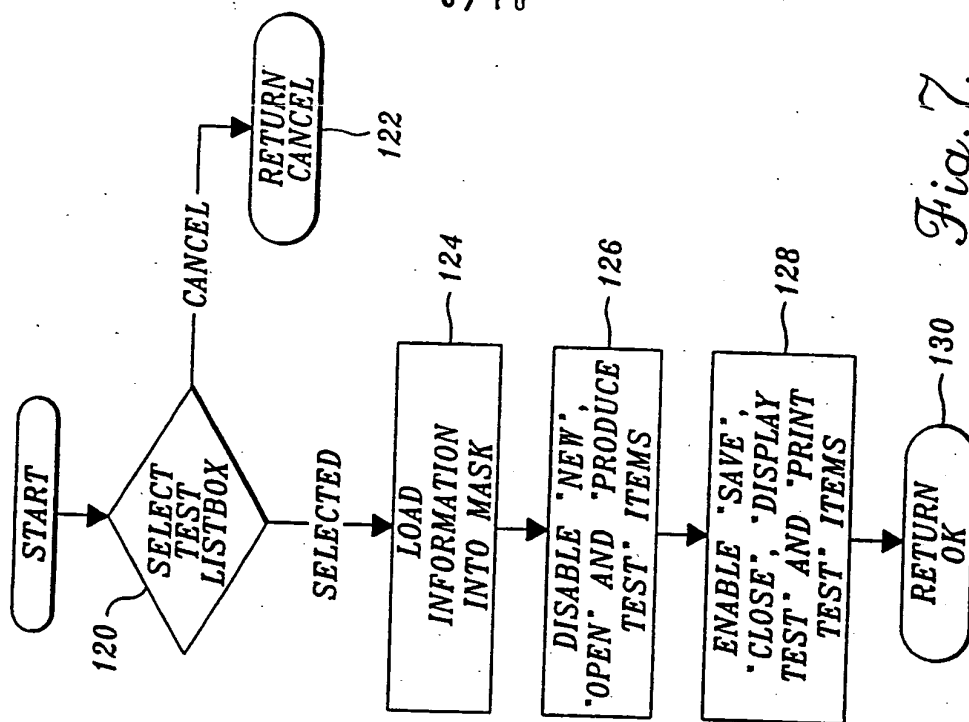 START
120
SELECT
TEST
LISTBOX
CANCEL
RETURN
CANCEL
122
SELECTED
LOAD
INFORMATION
INTO MASK
124
DISABLE "NEW",
"OPEN" AND "PRODUCE
TEST" ITEMS
126
ENABLE "SAVE",
"CLOSE", "DISPLAY
TEST" AND "PRINT
TEST" ITEMS
128
RETURN
OK
130
Fig. 7.